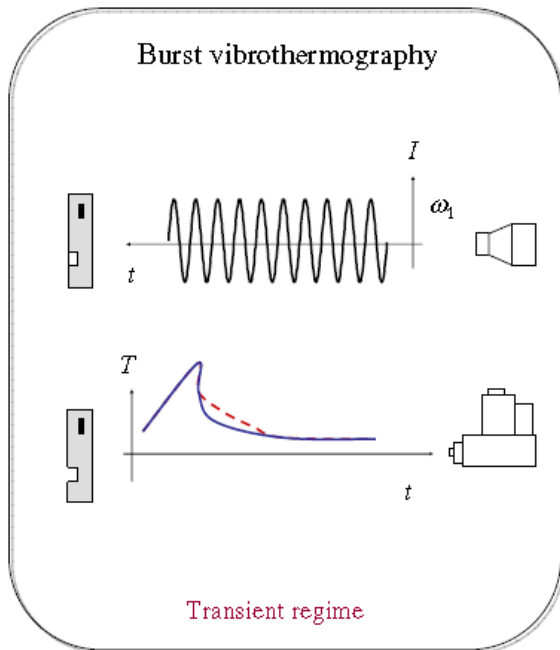 Burst vibrothermography
I
ω₁
t
T
t
Transient regime